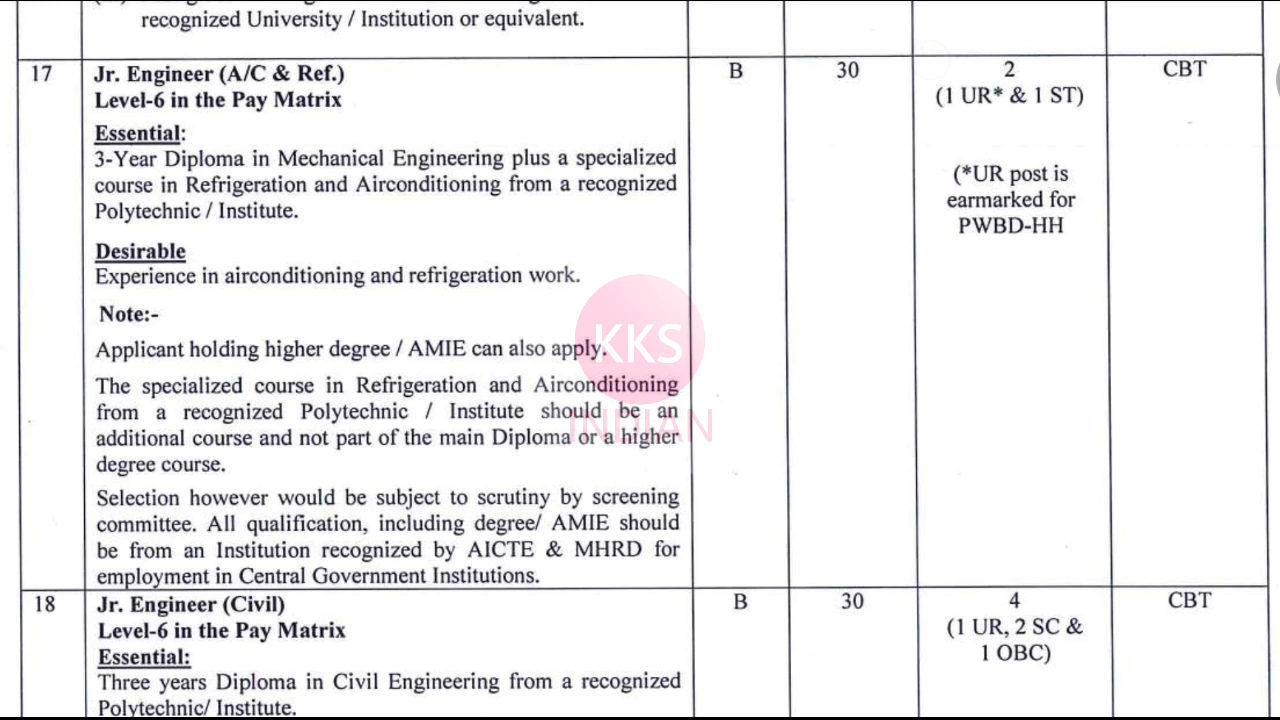 recognized University / Institution or equivalent.
17
Jr. Engineer (A/C & Ref.)
Level-6 in the Pay Matrix
Essential:
3-Year Diploma in Mechanical Engineering plus a specialized
course in Refrigeration and Airconditioning from a recognized
Polytechnic / Institute.
Desirable
Experience in airconditioning and refrigeration work.
Note:-
Applicant holding higher degree / AMIE can also apply.
The specialized course in Refrigeration and Airconditioning
from a recognized Polytechnic / Institute should be an
additional course and not part of the main Diploma or a higher
degree course.
Selection however would be subject to scrutiny by screening
committee. All qualification, including degree/ AMIE should
be from an Institution recognized by AICTE & MHRD for
employment in Central Government Institutions.
B
30
2
(1 UR* & 1 ST)
(*UR post is
earmarked for
PWBD-HH
CBT
18
Jr. Engineer (Civil)
Level-6 in the Pay Matrix
Essential:
Three years Diploma in Civil Engineering from a recognized
Polytechnic/ Institute.
B
30
4
(1 UR, 2 SC &
1 OBC)
CBT
KKS
INDIAN